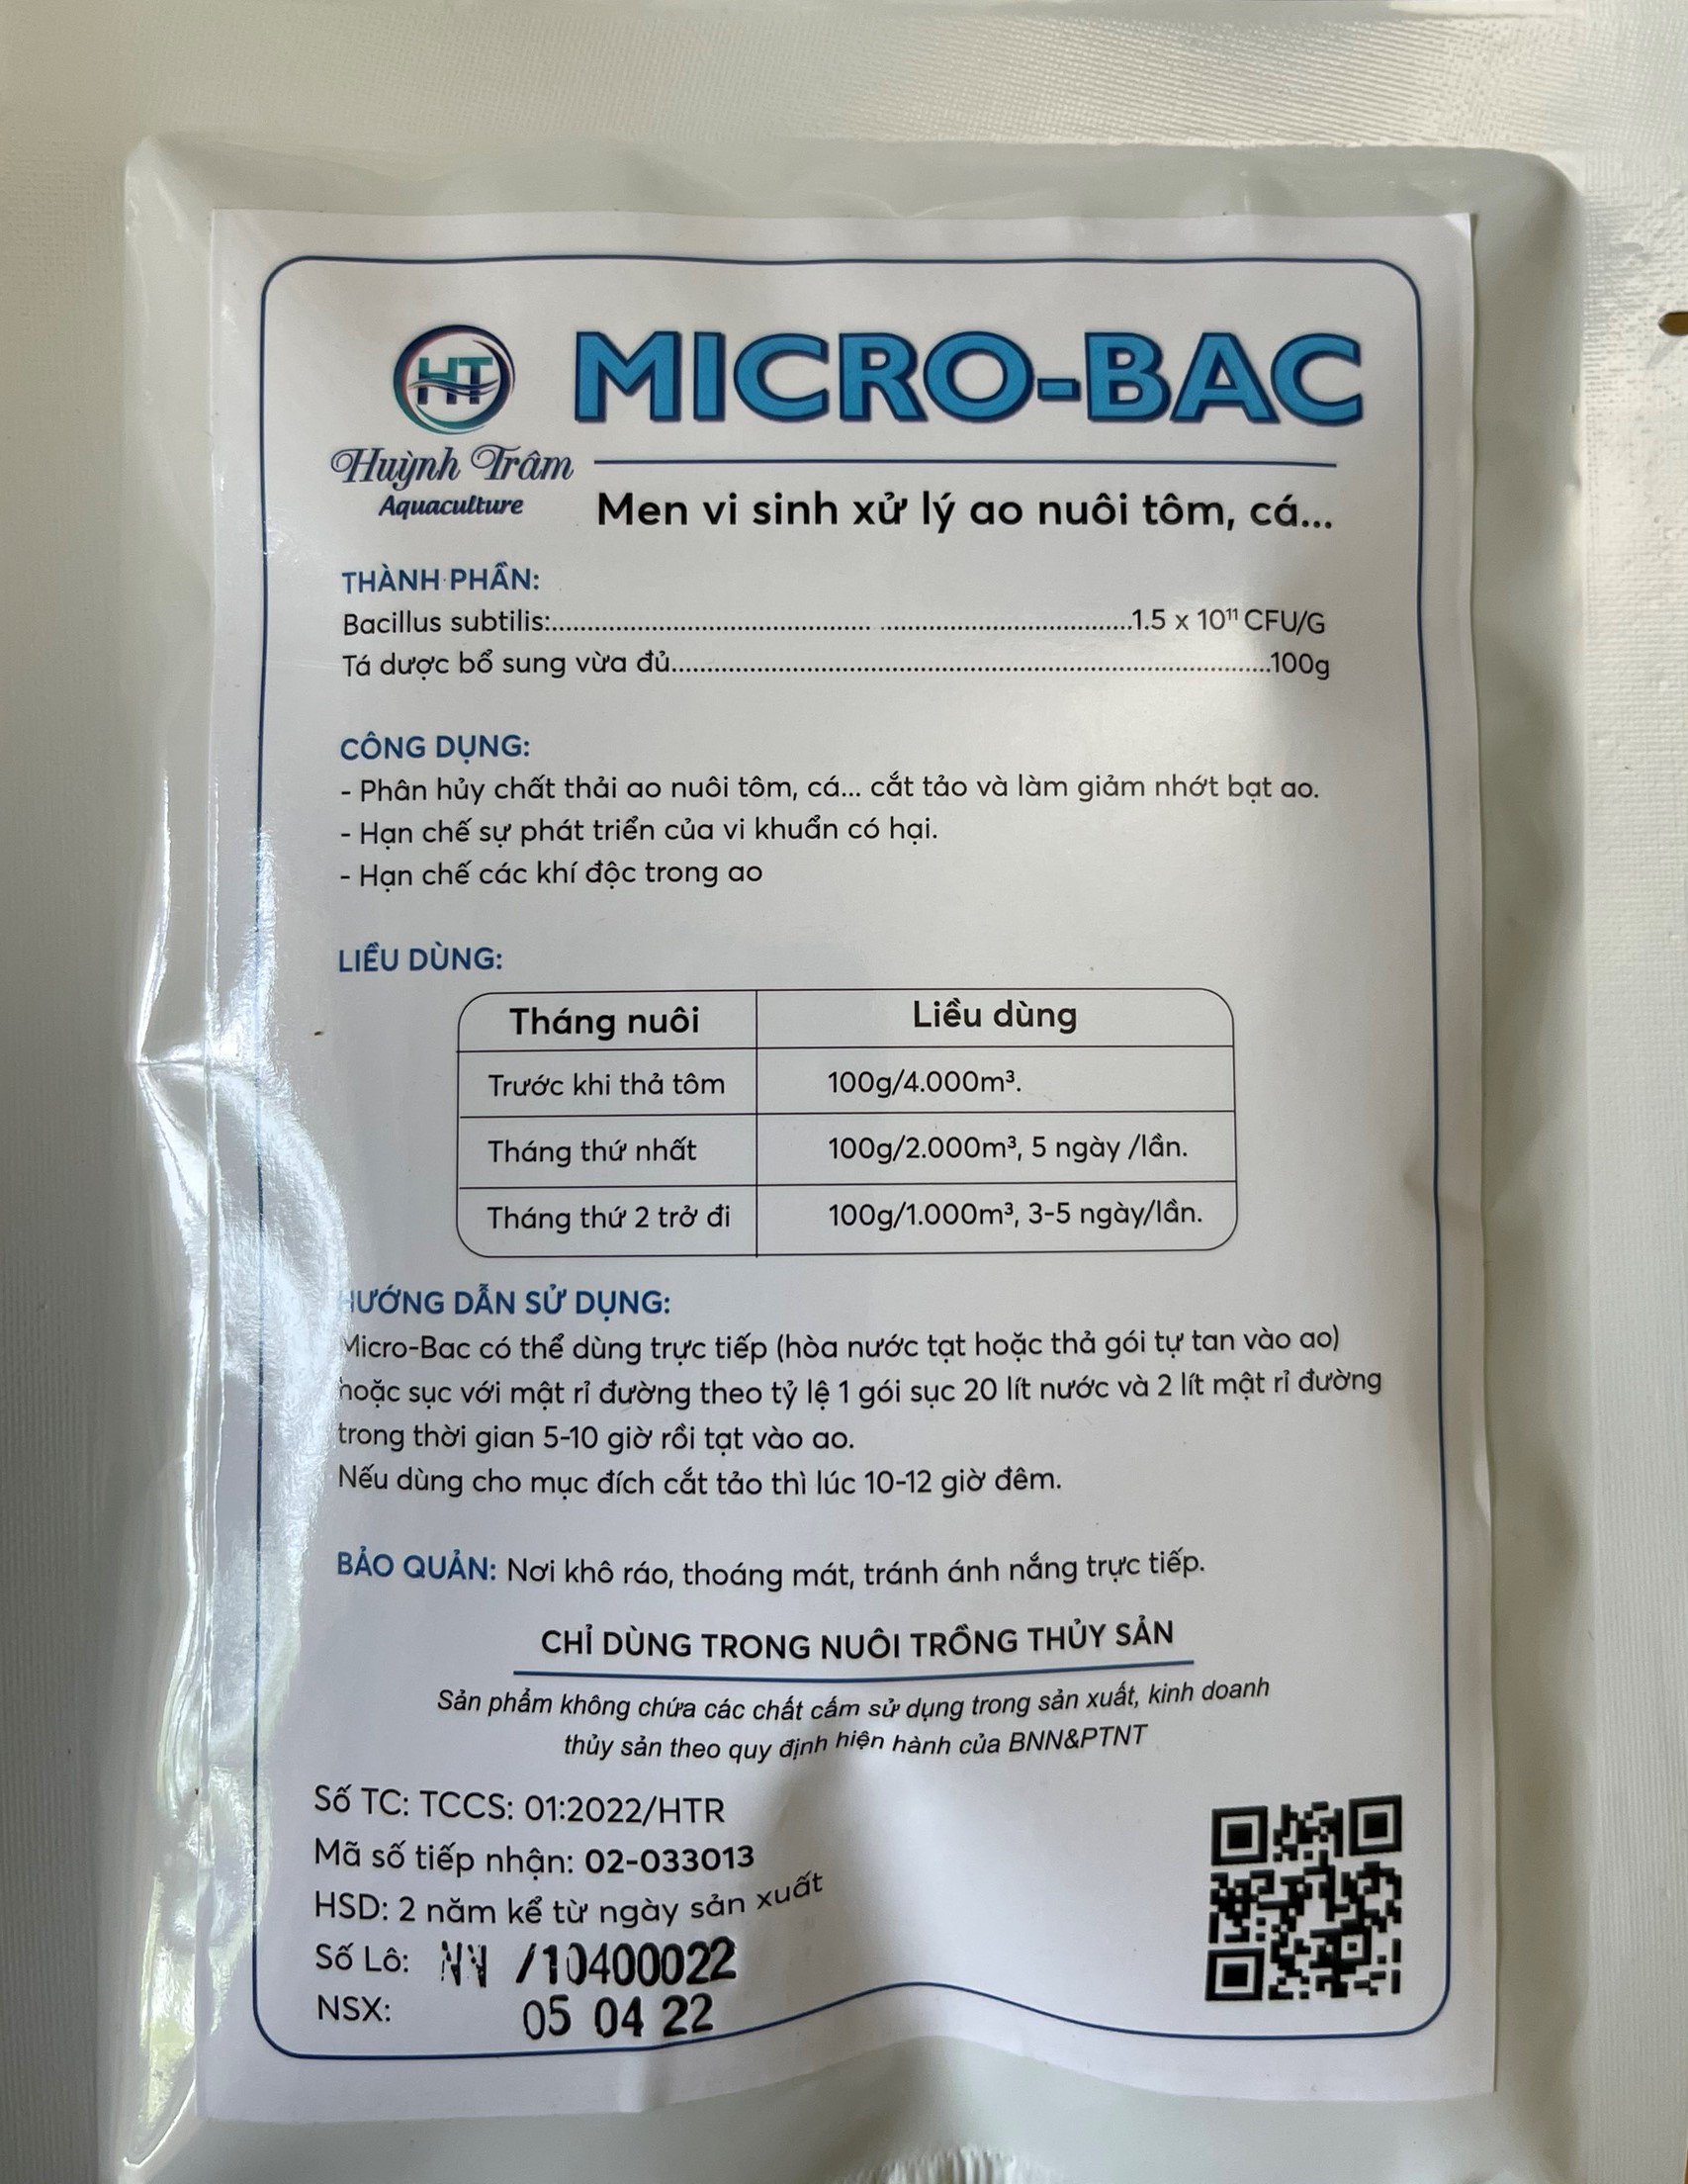 HT
MICRO-BAC
Huỳnh Trâm
Aquaculture
Men vi sinh xử lý ao nuôi tôm, cá...
THÀNH PHẦN:
Bacillus subtilis:..........1.5 x 10¹¹ CFU/G
Tá dược bổ sung vừa đủ..........100g
CÔNG DỤNG:
- Phân hủy chất thải ao nuôi tôm, cá... cắt tảo và làm giảm nhớt bạt ao.
- Hạn chế sự phát triển của vi khuẩn có hại.
- Hạn chế các khí độc trong ao
LIỀU DÙNG:
Tháng nuôi Liều dùng
Trước khi thả tôm 100g/4.000m³.
Tháng thứ nhất 100g/2.000m³, 5 ngày /lần.
Tháng thứ 2 trở đi 100g/1.000m³, 3-5 ngày/lần.
HƯỚNG DẪN SỬ DỤNG:
Micro-Bac có thể dùng trực tiếp (hòa nước tạt hoặc thả gói tự tan vào ao)
hoặc sục với mật rỉ đường theo tỷ lệ 1 gói sục 20 lít nước và 2 lít mật rỉ đường
trong thời gian 5-10 giờ rồi tạt vào ao.
Nếu dùng cho mục đích cắt tảo thì lúc 10-12 giờ đêm.
BẢO QUẢN: Nơi khô ráo, thoáng mát, tránh ánh nắng trực tiếp.
CHỈ DÙNG TRONG NUÔI TRỒNG THỦY SẢN
Sản phẩm không chứa các chất cấm sử dụng trong sản xuất, kinh doanh
thủy sản theo quy định hiện hành của BNN&PTNT
Số TC: TCCS: 01:2022/HTR
Mã số tiếp nhận: 02-033013
HSD: 2 năm kể từ ngày sản xuất
Số Lô: /10400022
NSX: 05 04 22